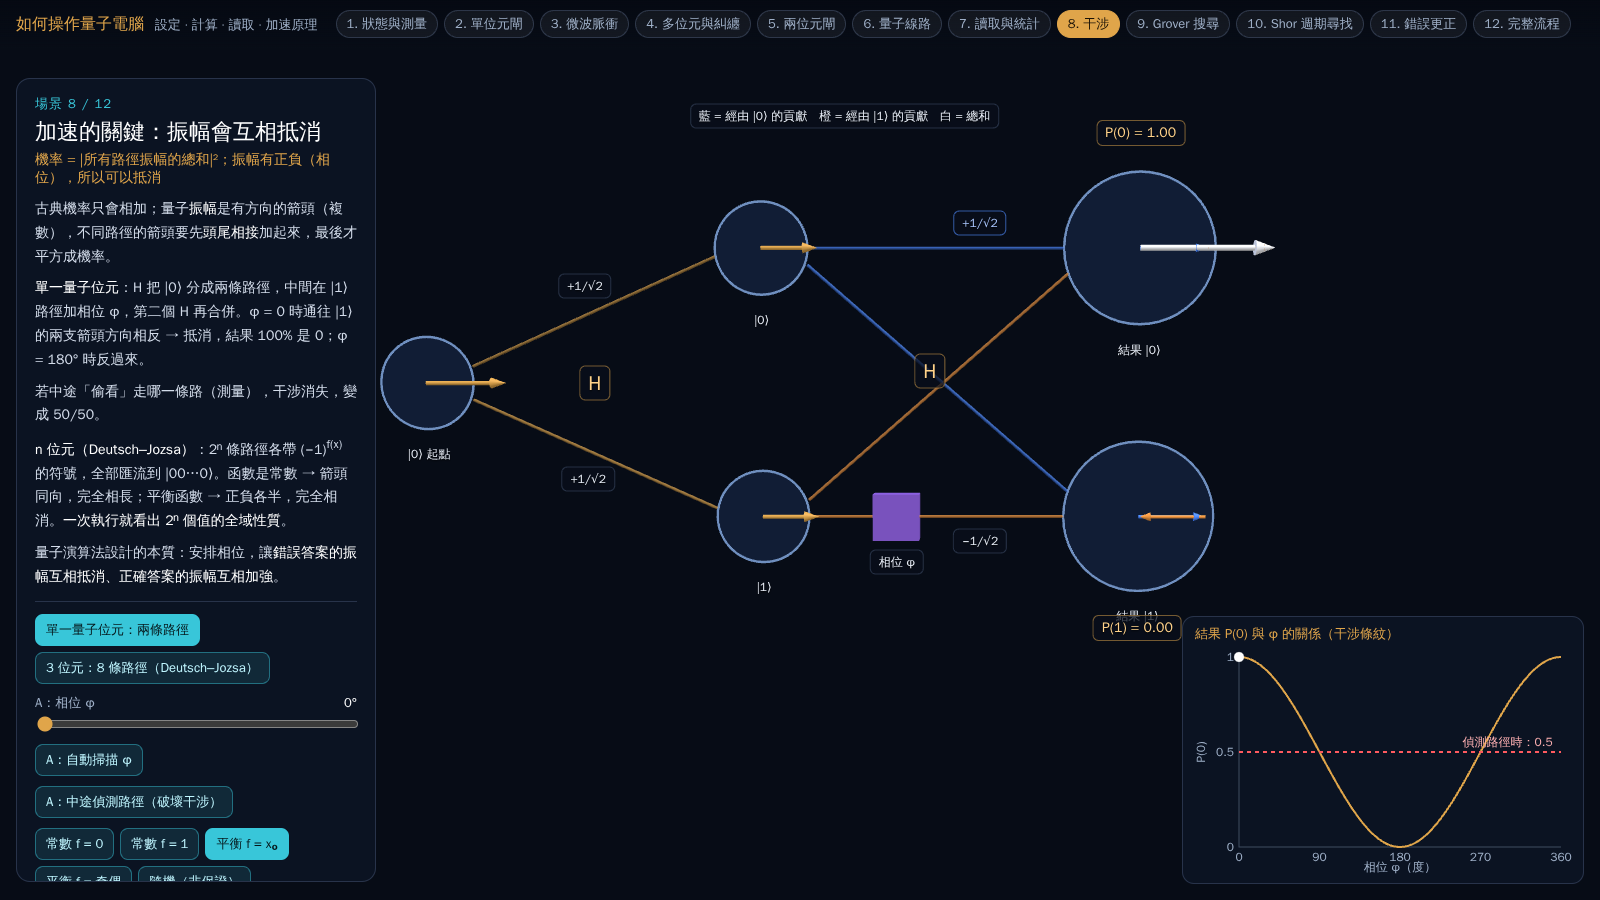 如何操作量子電腦 設定 · 計算 · 讀取 · 加速原理 1. 狀態與測量 2. 單位元閘 3. 微波脈衝 4. 多位元與糾纏 5. 兩位元閘 6. 量子線路 7. 讀取與統計 8. 干涉 9. Grover 搜尋 10. Shor 週期尋找 11. 錯誤更正 12. 完整流程
場景 8 / 12
加速的關鍵：振幅會互相抵消
機率 = |所有路徑振幅的總和|²；振幅有正負（相
位），所以可以抵消
古典機率只會相加；量子振幅是有方向的箭頭（複
數），不同路徑的箭頭要先頭尾相接加起來，最後才
平方成機率。
單一量子位元：H 把 |0⟩ 分成兩條路徑，中間在 |1⟩
路徑加相位 φ，第二個 H 再合併。φ = 0 時通往 |1⟩
的兩支箭頭方向相反 → 抵消，結果 100% 是 0；φ
= 180° 時反過來。
若中途「偷看」走哪一條路（測量），干涉消失，變
成 50/50。
n 位元（Deutsch–Jozsa）：2ⁿ 條路徑各帶 (−1)^f(x)
的符號，全部匯流到 |00⋯0⟩。函數是常數 → 箭頭
同向，完全相長；平衡函數 → 正負各半，完全相
消。一次執行就看出 2ⁿ 個值的全域性質。
量子演算法設計的本質：安排相位，讓錯誤答案的振
幅互相抵消、正確答案的振幅互相加強。
單一量子位元：兩條路徑
3 位元：8 條路徑（Deutsch–Jozsa）
A：相位 φ 0°
A：自動掃描 φ
A：中途偵測路徑（破壞干涉）
常數 f = 0 常數 f = 1 平衡 f = x₀
平衡 f = 奇偶 隨機（非保證）
藍 = 經由 |0⟩ 的貢獻 橙 = 經由 |1⟩ 的貢獻 白 = 總和
P(0) = 1.00
+1/√2
+1/√2
|0⟩
結果 |0⟩
H
H
|0⟩ 起點
+1/√2
−1/√2
相位 φ
|1⟩
結果 |1⟩
P(1) = 0.00
結果 P(0) 與 φ 的關係（干涉條紋）
1
偵測路徑時：0.5
0.5
P(0)
0
0 90 180 270 360
相位 φ（度）